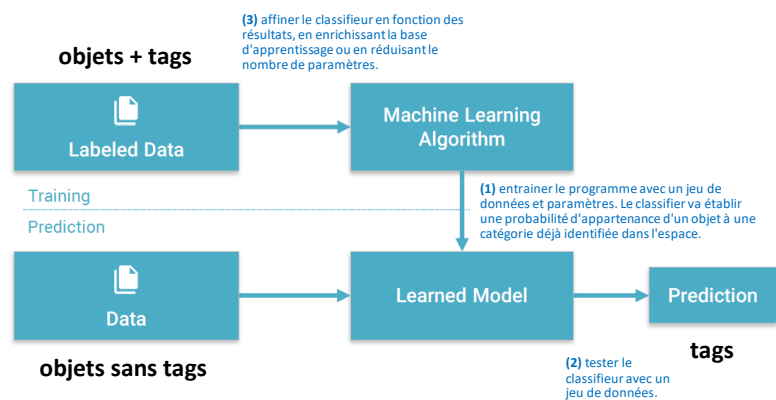 (3) affiner le classifieur en fonction des
résultats, en enrichissant la base
d'apprentissage ou en réduisant le
nombre de paramètres.
objets + tags
Labeled Data
Machine Learning
Algorithm
Training
Prediction
(1) entrainer le programme avec un jeu de
données et paramètres. Le classifier va établir
une probabilité d'appartenance d'un objet à une
catégorie déjà identifiée dans l'espace.
Data
Learned Model
Prediction
objets sans tags
tags
(2) tester le
classifieur avec un
jeu de données.